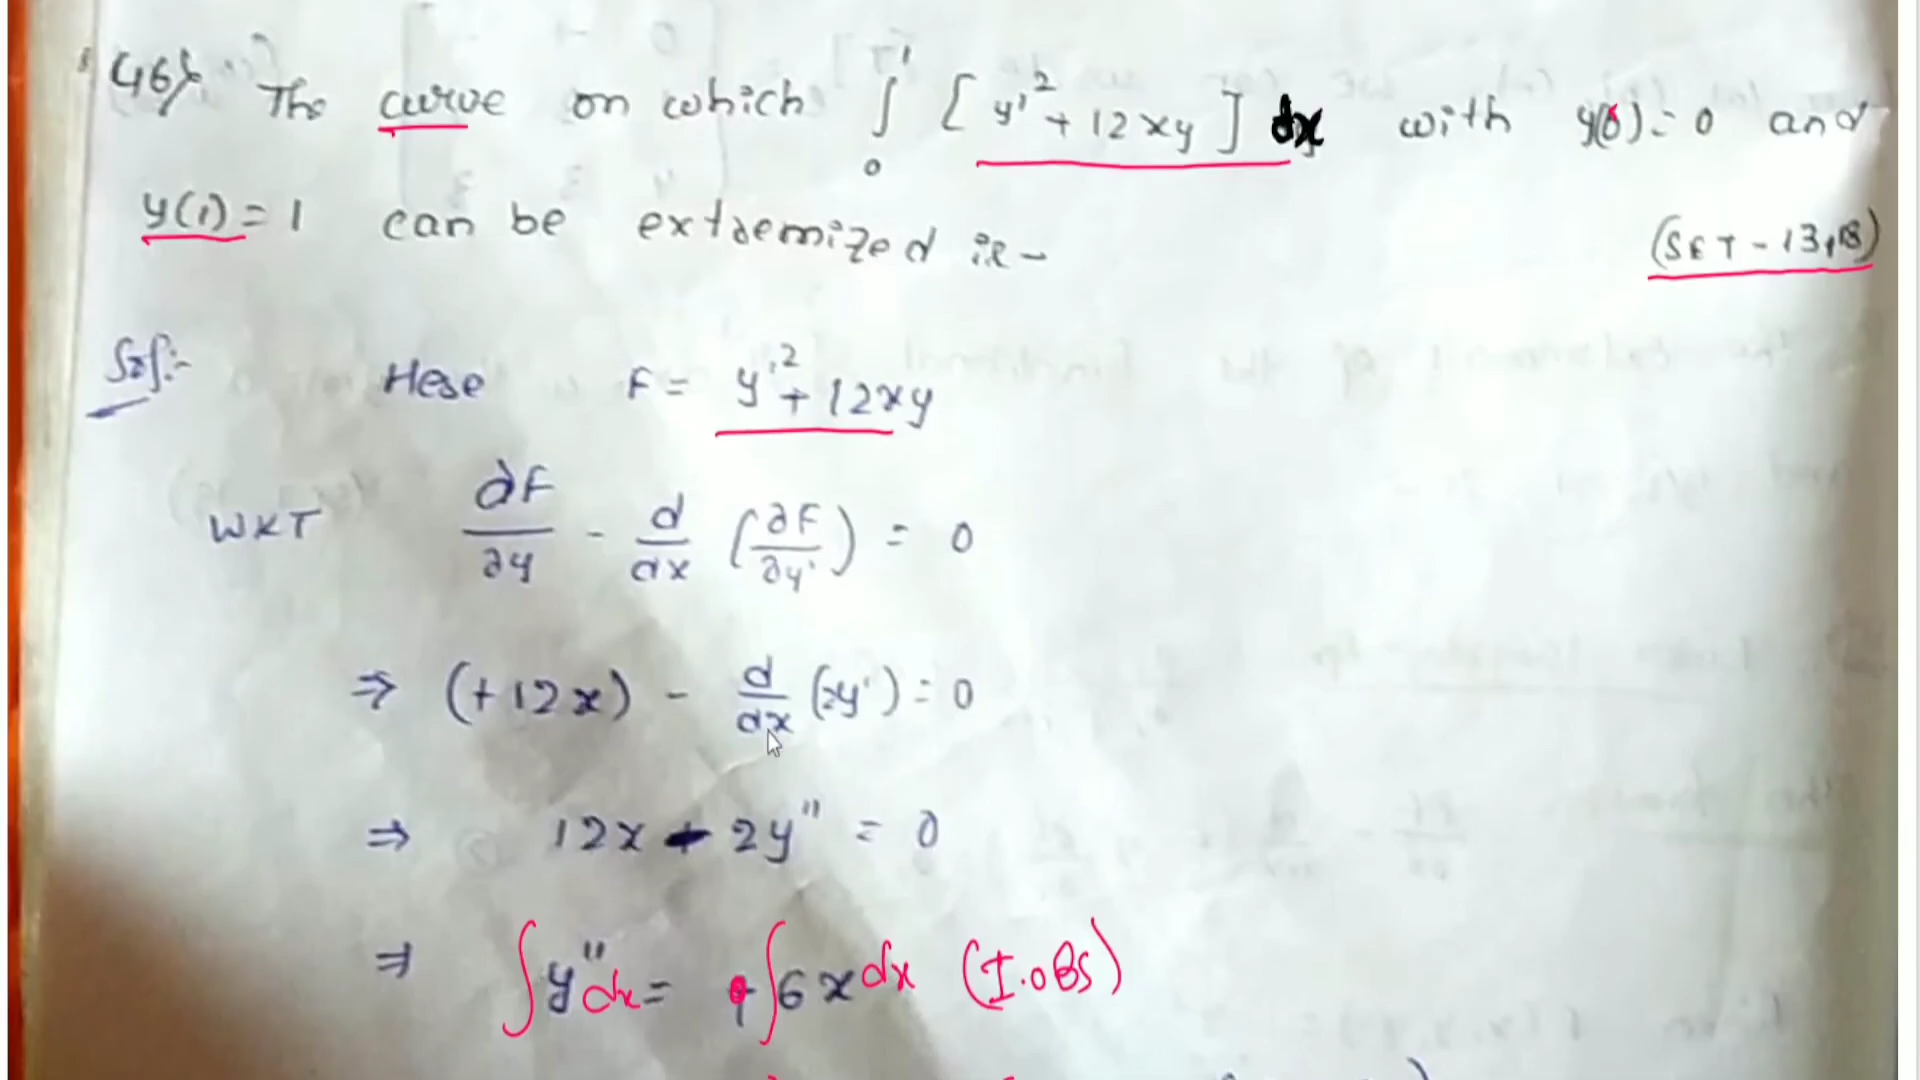 46} The curve on which ∫₀¹ [y'² + 12xy] dx with y(0) = 0 and
y(1) = 1 can be extremized is -
(SET - 13,18)
Sol:- Here F = y'² + 12xy
WKT ∂F/∂y - d/dx (∂F/∂y') = 0
⇒ (+12x) - d/dx (2y') = 0
⇒ 12x - 2y'' = 0
⇒ ∫y''dx = +∫6x dx (I.OBS)